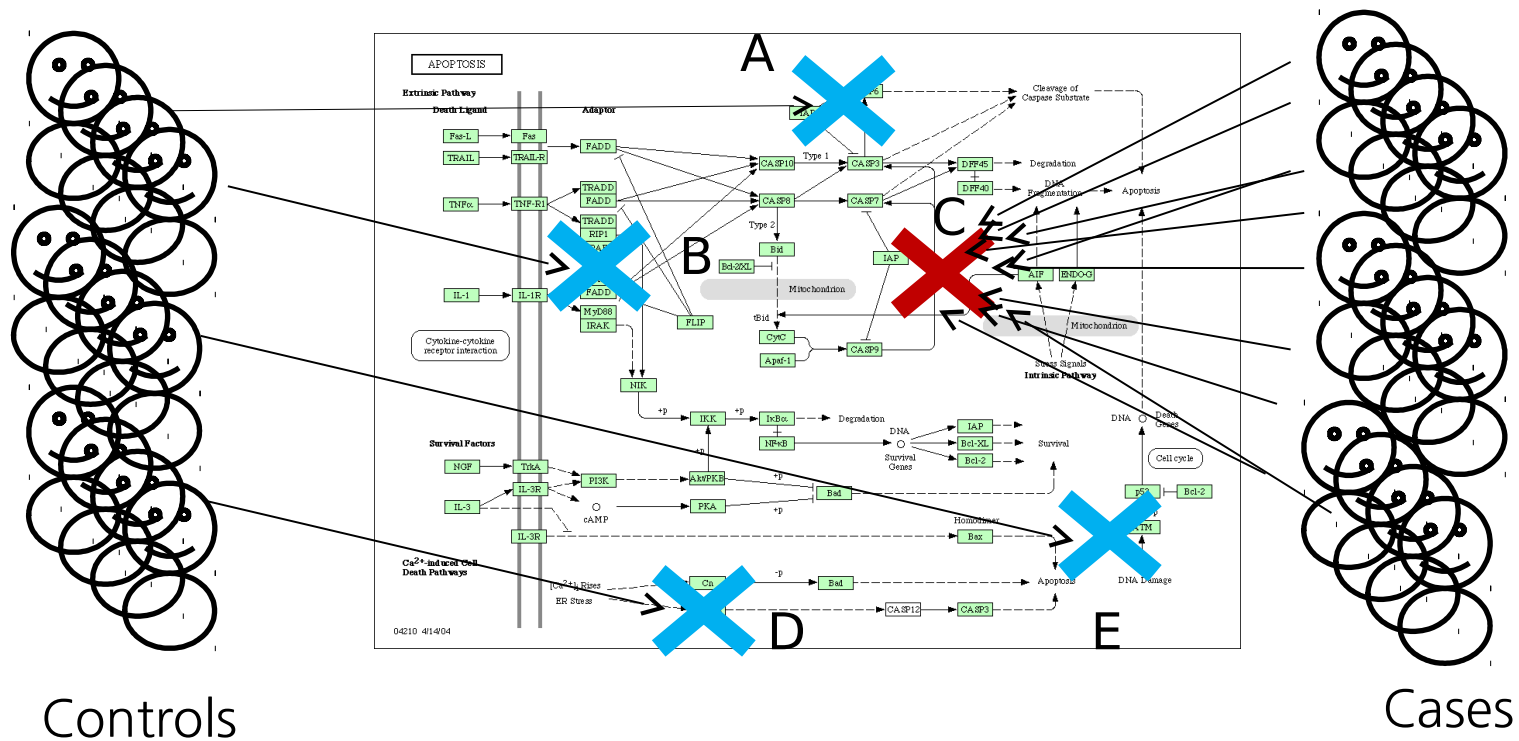 A
APOPTOSIS
Extrinsic Pathway
Cleavage of
Caspase Substrate
Death Ligand
Adaptor
Fas-L
Fas
FADD
TRAIL
TRAIL-R
CASP10
Type 1
CASP3
DFF45
Degradation
DFF40
DNA
Fragmentation
Apoptosis
TRADD
FADD
TNFα
TNF-R1
CASP8
CASP7
C
TRADD
RIP1
Type 2
B
Bid
IAP
Bcl-2/XL
AIF
ENDO-G
Mitochondrion
IL-1
IL-1R
FADD
MyD88
IRAK
FLIP
tBid
Mitochondrion
Cytokine-cytokine
receptor interaction
CytC
Apaf-1
CASP9
Stress Signals
Intrinsic Pathway
NIK
+p
IKK
+p
IκBα
Degradation
NFκB
DNA
Survival
Genes
IAP
Bcl-XL
Bcl-2
Survival
DNA
Death
Genes
Cell cycle
Survival Factors
+p
NGF
TrkA
PI3K
Akt/PKB
+p
IL-3R
Bad
p53
Bcl-2
IL-3
cAMP
PKA
+p
+p
ATM
Homodimer
IL-3R
Bax
Ca2+-induced Cell
Death Pathways
[Ca2+]i Rises
Cn
-p
Bad
Apoptosis
DNA Damage
ER Stress
CASP12
CASP3
D
E
04210 4/14/04
Controls
Cases